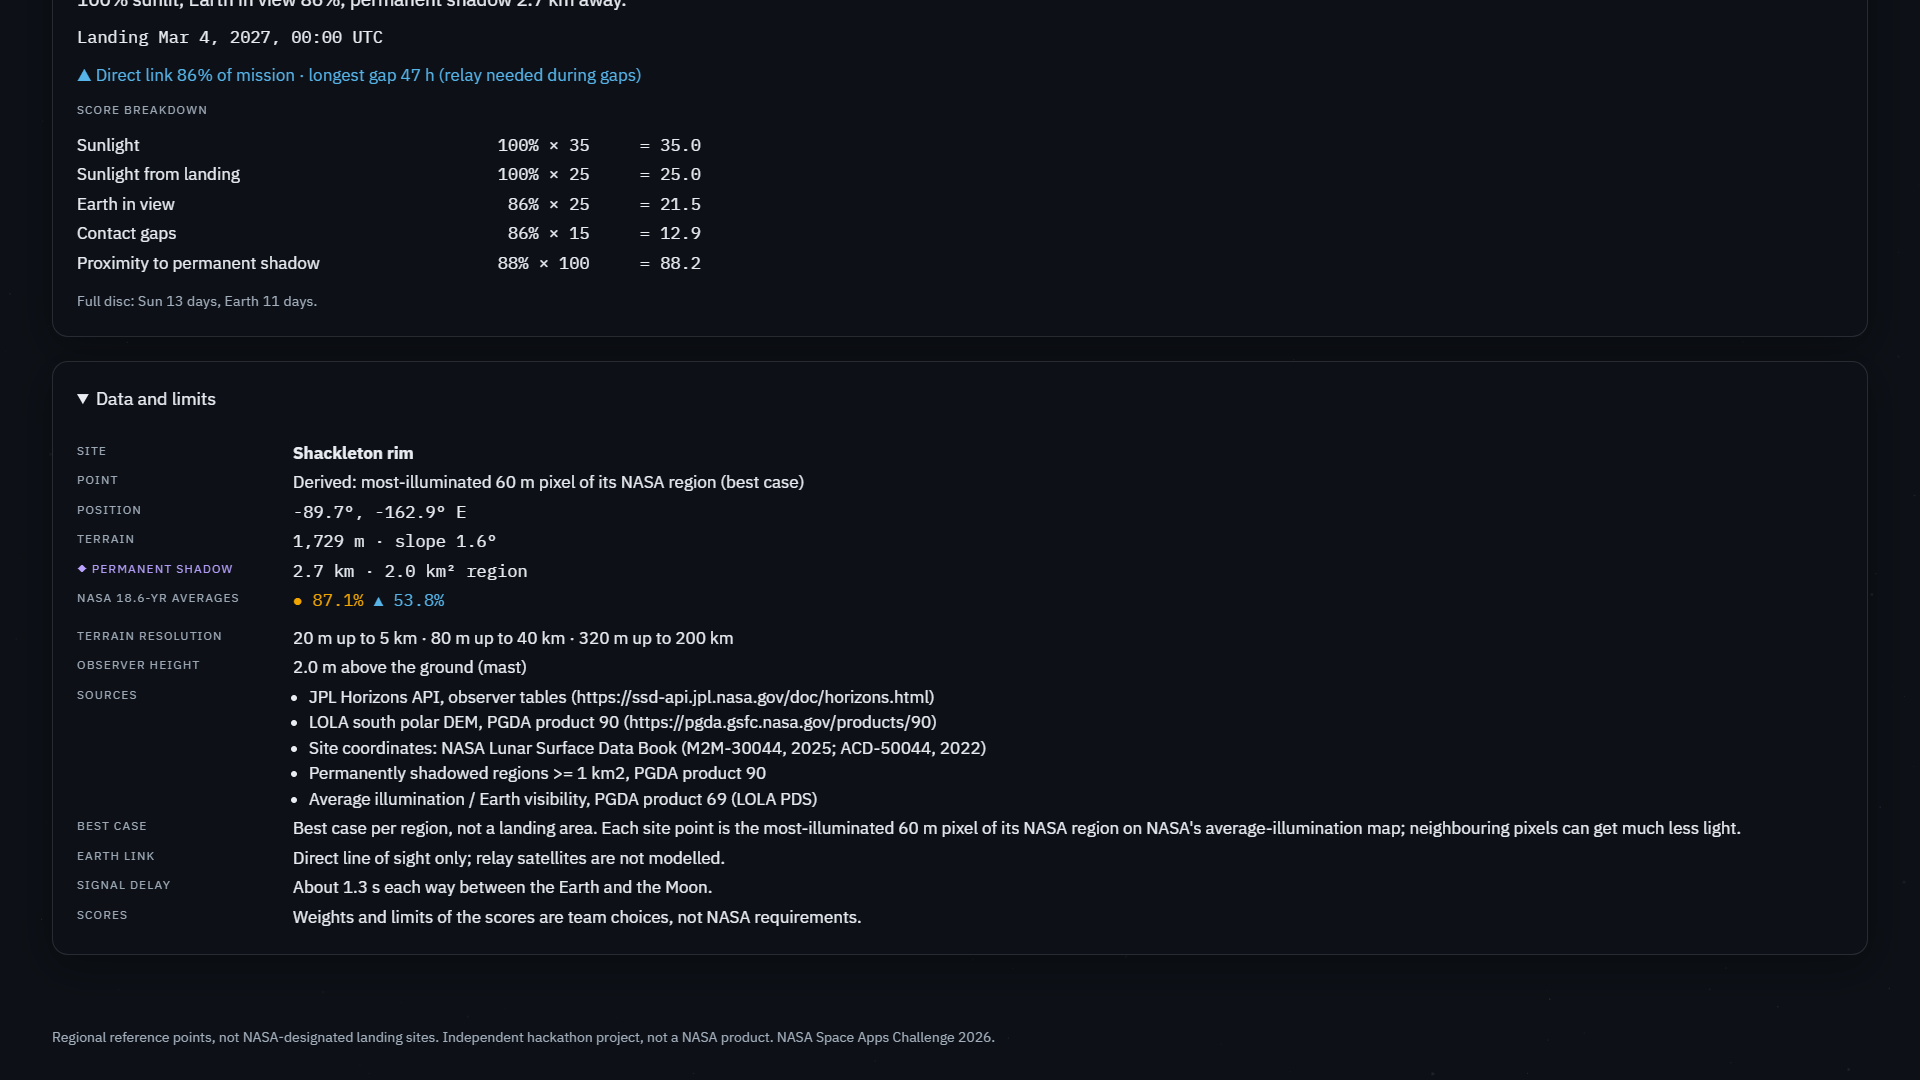 100% sunlit, Earth in view 86%, permanent shadow 2.7 km away.
Landing Mar 4, 2027, 00:00 UTC
▲ Direct link 86% of mission · longest gap 47 h (relay needed during gaps)
SCORE BREAKDOWN
Sunlight 100% × 35 = 35.0
Sunlight from landing 100% × 25 = 25.0
Earth in view 86% × 25 = 21.5
Contact gaps 86% × 15 = 12.9
Proximity to permanent shadow 88% × 100 = 88.2
Full disc: Sun 13 days, Earth 11 days.
▼ Data and limits
SITE Shackleton rim
POINT Derived: most-illuminated 60 m pixel of its NASA region (best case)
POSITION -89.7°, -162.9° E
TERRAIN 1,729 m · slope 1.6°
◆ PERMANENT SHADOW 2.7 km · 2.0 km² region
NASA 18.6-YR AVERAGES ● 87.1% ▲ 53.8%
TERRAIN RESOLUTION 20 m up to 5 km · 80 m up to 40 km · 320 m up to 200 km
OBSERVER HEIGHT 2.0 m above the ground (mast)
SOURCES • JPL Horizons API, observer tables (https://ssd-api.jpl.nasa.gov/doc/horizons.html)
• LOLA south polar DEM, PGDA product 90 (https://pgda.gsfc.nasa.gov/products/90)
• Site coordinates: NASA Lunar Surface Data Book (M2M-30044, 2025; ACD-50044, 2022)
• Permanently shadowed regions >= 1 km2, PGDA product 90
• Average illumination / Earth visibility, PGDA product 69 (LOLA PDS)
BEST CASE Best case per region, not a landing area. Each site point is the most-illuminated 60 m pixel of its NASA region on NASA's average-illumination map; neighbouring pixels can get much less light.
EARTH LINK Direct line of sight only; relay satellites are not modelled.
SIGNAL DELAY About 1.3 s each way between the Earth and the Moon.
SCORES Weights and limits of the scores are team choices, not NASA requirements.
Regional reference points, not NASA-designated landing sites. Independent hackathon project, not a NASA product. NASA Space Apps Challenge 2026.